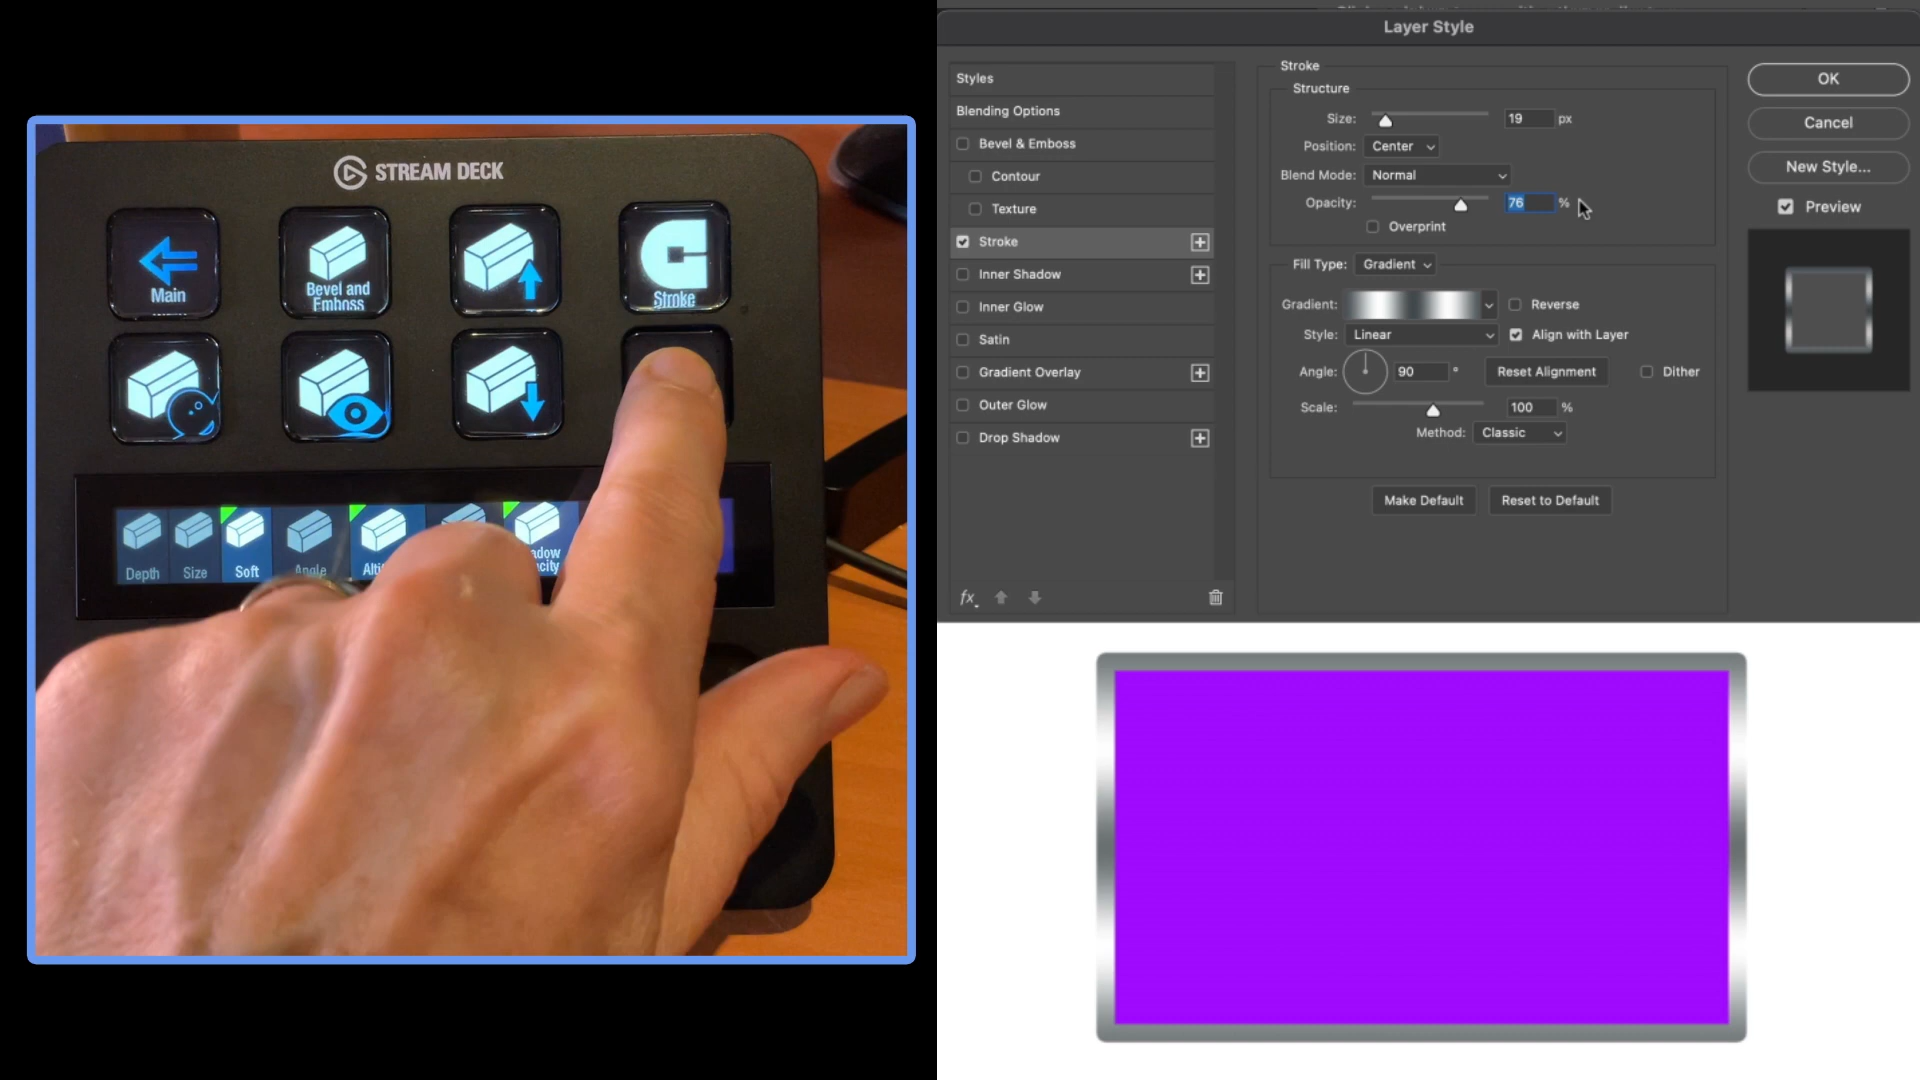 STREAM DECK
Main
Bevel and
Emboss
Stroke
Depth
Size
Soft
Angle
Layer Style
Styles
Blending Options
Bevel & Emboss
Contour
Texture
Stroke
Inner Shadow
Inner Glow
Satin
Gradient Overlay
Outer Glow
Drop Shadow
fx
Stroke
Structure
Size: 19 px
Position: Center
Blend Mode: Normal
Opacity: 76 %
Overprint
Fill Type: Gradient
Gradient: Reverse
Style: Linear Align with Layer
Angle: 90 ° Reset Alignment Dither
Scale: 100 %
Method: Classic
Make Default Reset to Default
OK
Cancel
New Style...
Preview